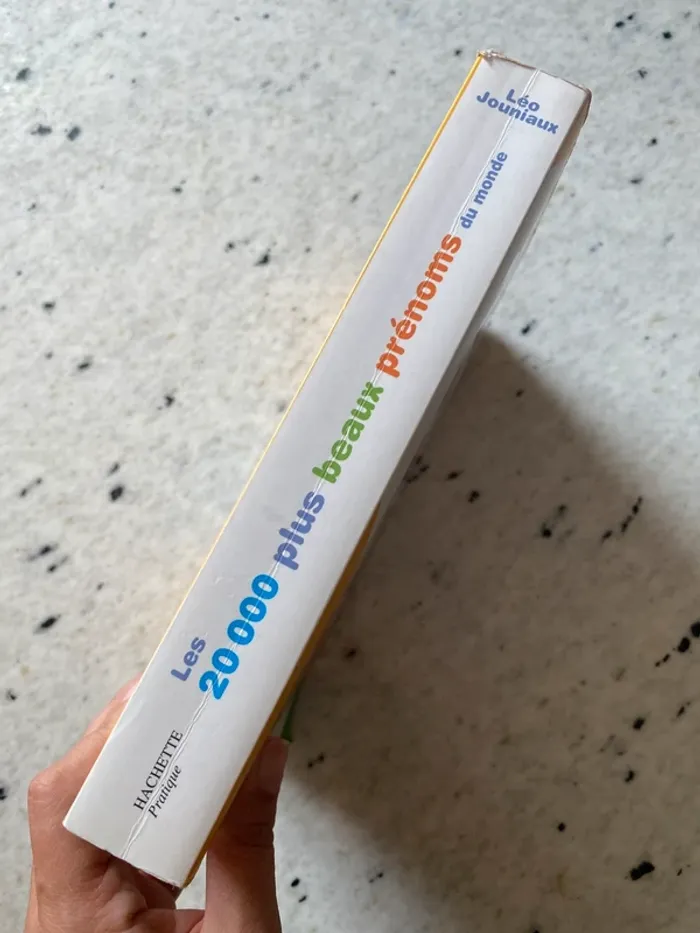 Léo
Jouniaux
Les 20 000 plus beaux prénoms du monde
HACHETTE
Pratique